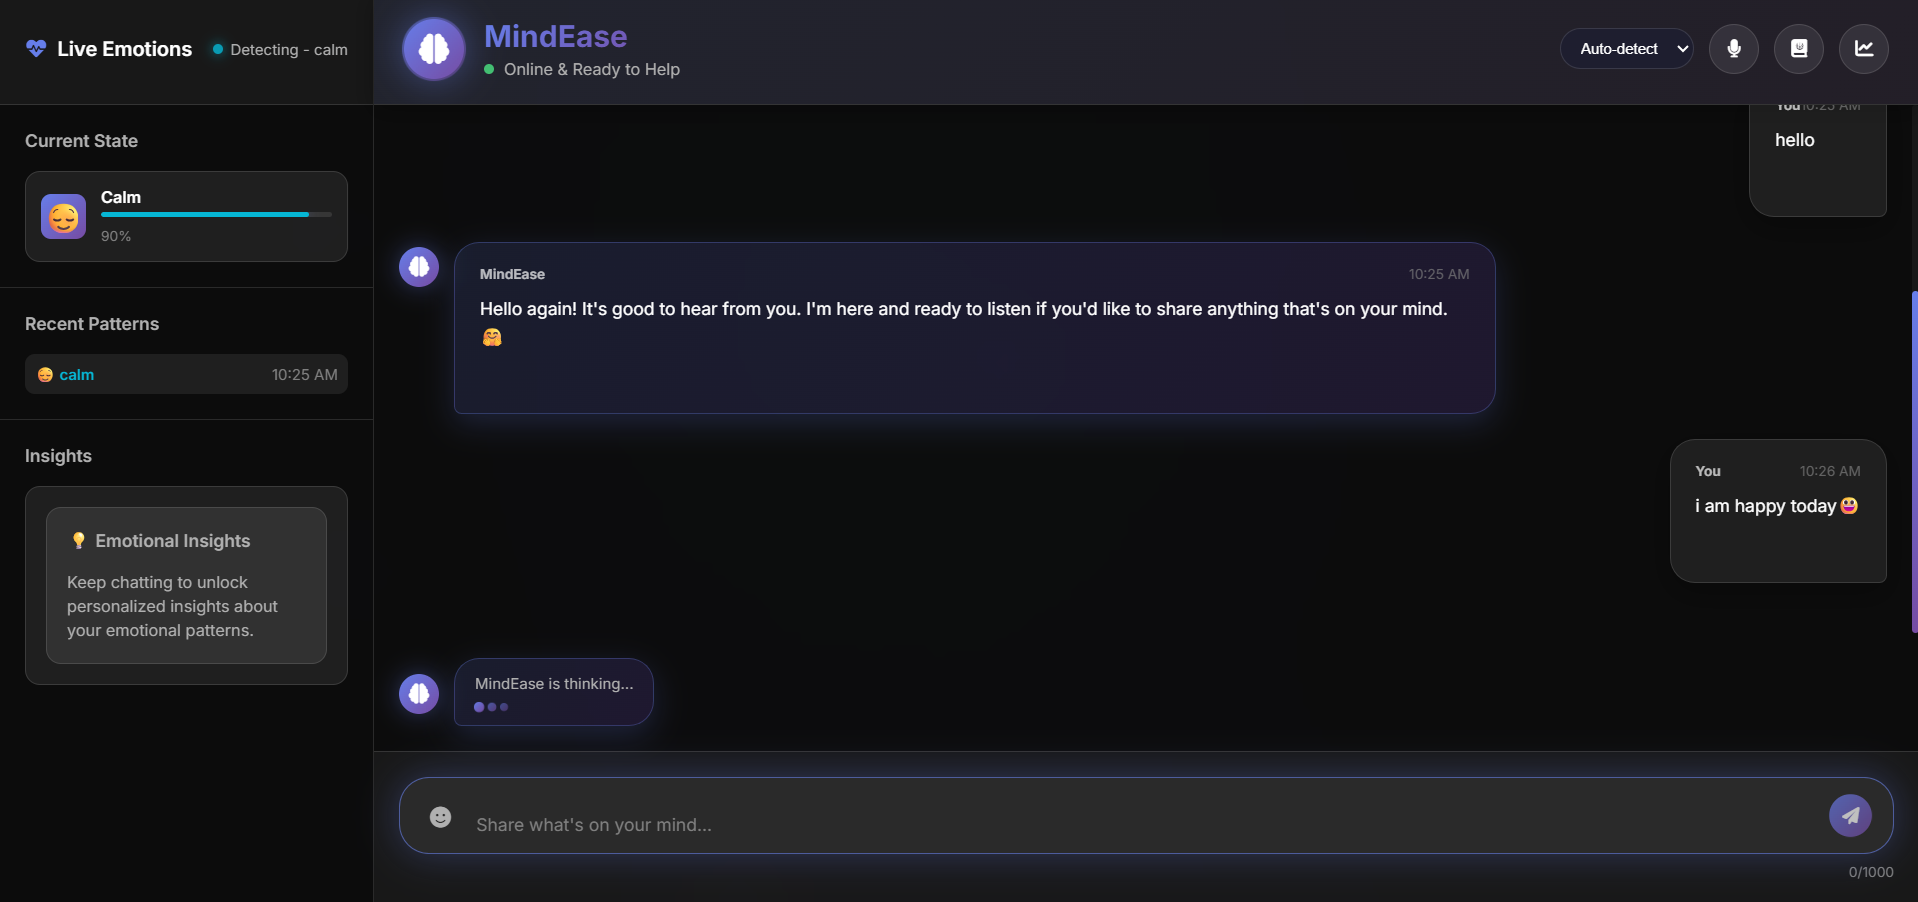 Live Emotions
Detecting - calm
Current State
Calm
90%
Recent Patterns
calm
10:25 AM
Insights
💡 Emotional Insights
Keep chatting to unlock
personalized insights about
your emotional patterns.
MindEase
Online & Ready to Help
Auto-detect
You 10:25 AM
hello
MindEase
10:25 AM
Hello again! It's good to hear from you. I'm here and ready to listen if you'd like to share anything that's on your mind.
🤗
You
10:26 AM
i am happy today😀
MindEase is thinking...
Share what's on your mind...
0/1000